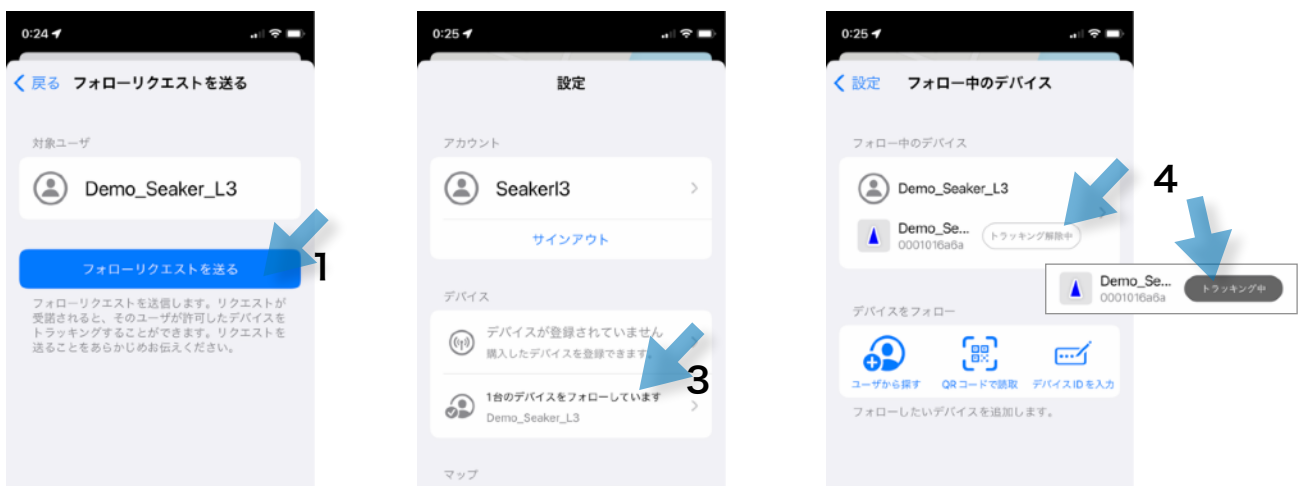 0:24
戻る フォローリクエストを送る
対象ユーザ
Demo_Seaker_L3
フォローリクエストを送る
1
フォローリクエストを送信します。リクエストが
受諾されると、そのユーザが許可したデバイスを
トラッキングすることができます。リクエストを
送ることをあらかじめお伝えください。
0:25
設定
アカウント
Seakerl3
サインアウト
デバイス
デバイスが登録されていません
購入したデバイスを登録できます。
3
1台のデバイスをフォローしています
Demo_Seaker_L3
マップ
0:25
設定 フォロー中のデバイス
フォロー中のデバイス
4
Demo_Seaker_L3
Demo_Se...
0001016a6a
トラッキング解除中
Demo_Se...
0001016a6a
トラッキング中
デバイスをフォロー
ユーザから探す QRコードで読取 デバイスIDを入力
フォローしたいデバイスを追加します。